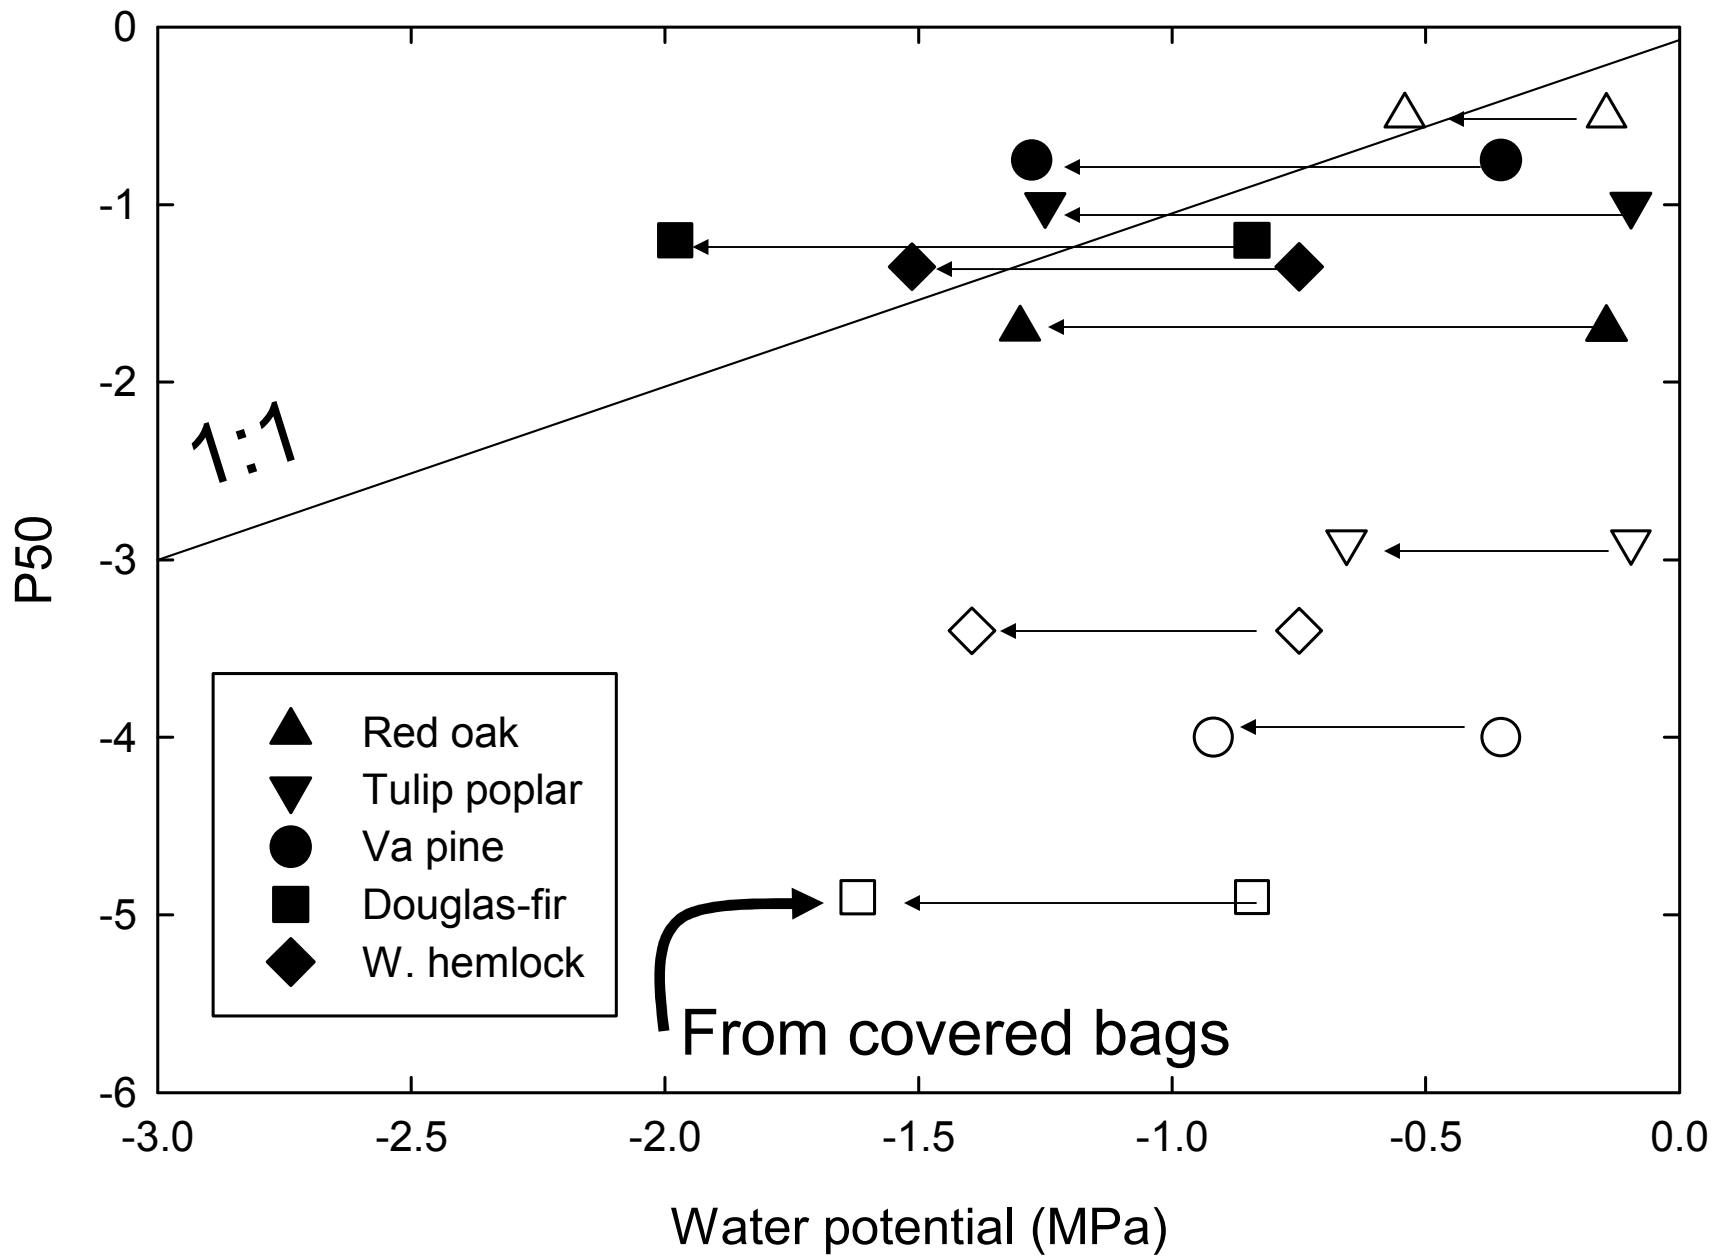 0
-1
-2
1:1
-3
P50
-4
-5
-6
Red oak
Tulip poplar
Va pine
Douglas-fir
W. hemlock
From covered bags
-3.0 -2.5 -2.0 -1.5 -1.0 -0.5 0.0
Water potential (MPa)